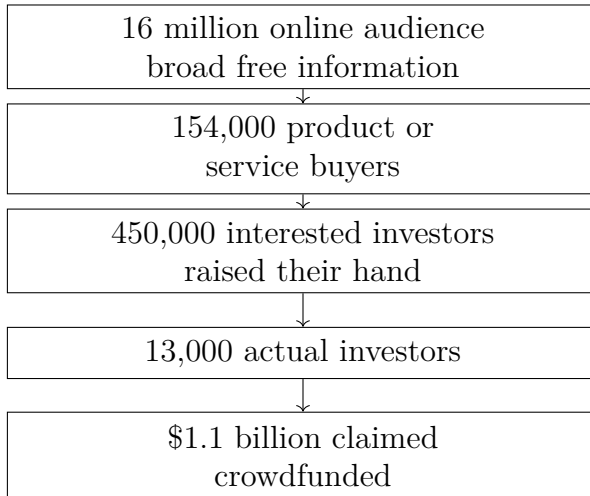 16 million online audience
broad free information
154,000 product or
service buyers
450,000 interested investors
raised their hand
13,000 actual investors
$1.1 billion claimed
crowdfunded